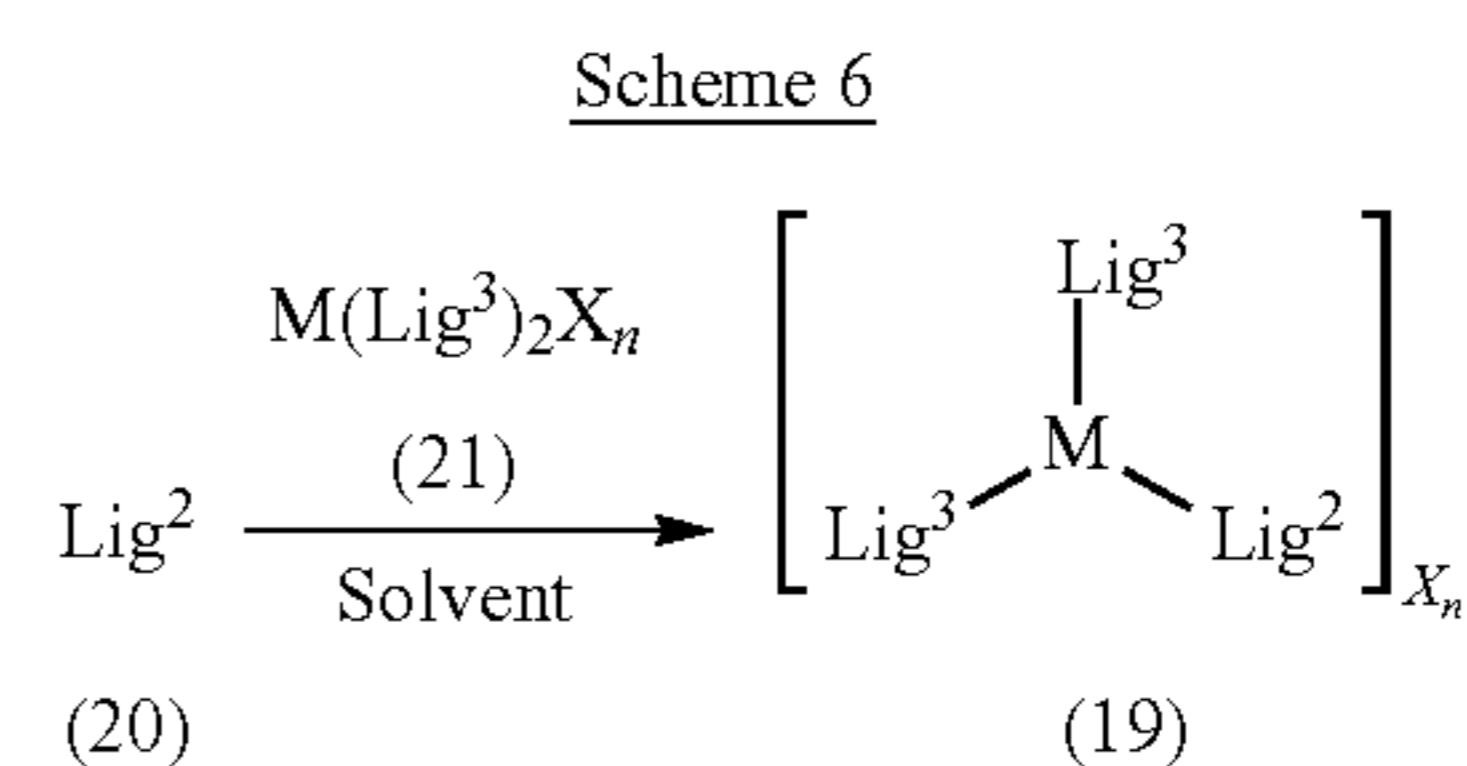 Scheme 6
M(Lig³)₂Xₙ
(21)
Lig²
Solvent
(20)
Lig³
M
Lig³
Lig²
Xₙ
(19)